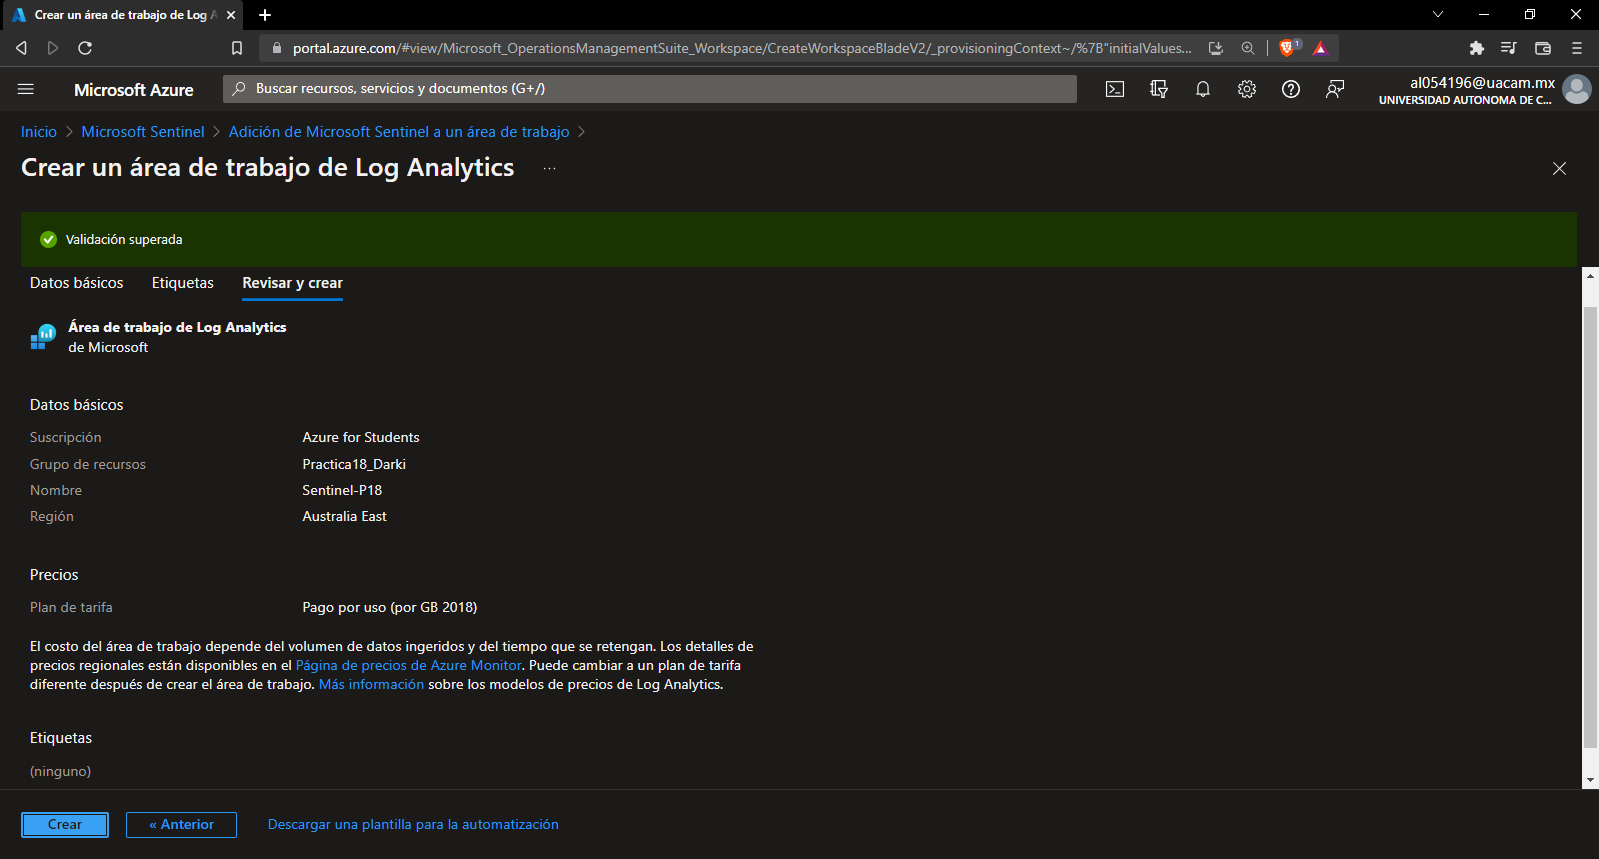 Crear un área de trabajo de Log A
portal.azure.com/#view/Microsoft_OperationsManagementSuite_Workspace/CreateWorkspaceBladeV2/_provisioningContext~/%7B"initialValues...
1
Microsoft Azure
Buscar recursos, servicios y documentos (G+/)
al054196@uacam.mx
UNIVERSIDAD AUTONOMA DE C...
Inicio > Microsoft Sentinel > Adición de Microsoft Sentinel a un área de trabajo >
Crear un área de trabajo de Log Analytics ...
Validación superada
Datos básicos Etiquetas Revisar y crear
Área de trabajo de Log Analytics
de Microsoft
Datos básicos
Suscripción Azure for Students
Grupo de recursos Practica18_Darki
Nombre Sentinel-P18
Región Australia East
Precios
Plan de tarifa Pago por uso (por GB 2018)
El costo del área de trabajo depende del volumen de datos ingeridos y del tiempo que se retengan. Los detalles de
precios regionales están disponibles en el Página de precios de Azure Monitor. Puede cambiar a un plan de tarifa
diferente después de crear el área de trabajo. Más información sobre los modelos de precios de Log Analytics.
Etiquetas
(ninguno)
Crear « Anterior Descargar una plantilla para la automatización